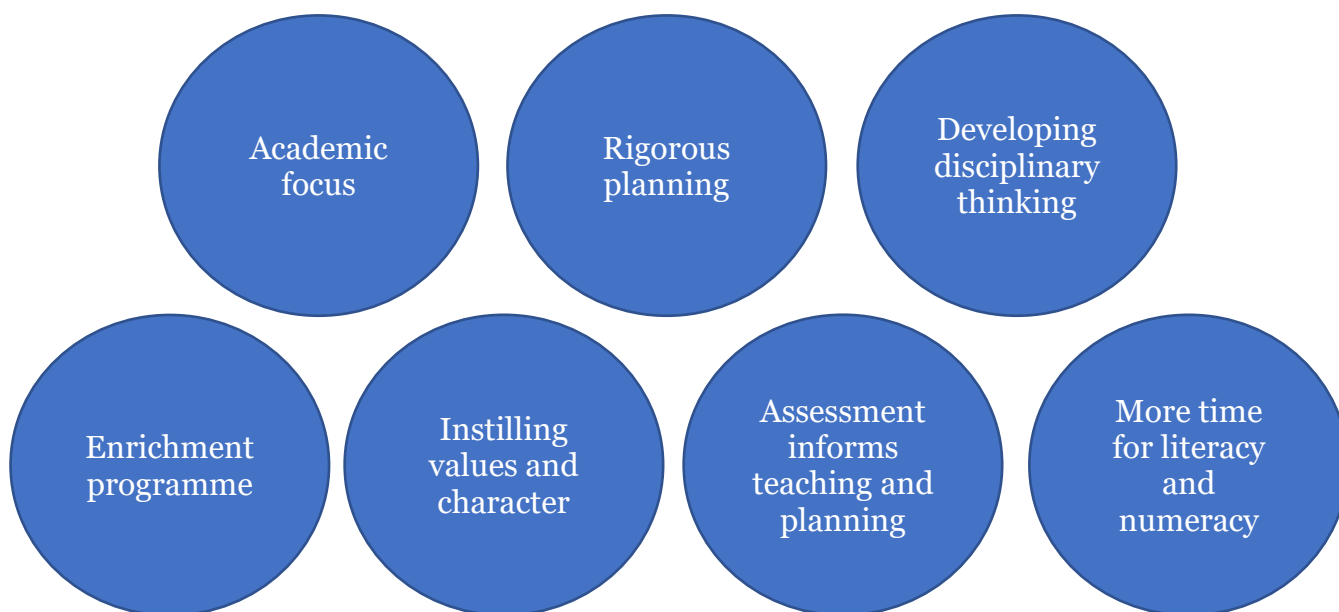 Academic
focus
Rigorous
planning
Developing
disciplinary
thinking
Enrichment
programme
Instilling
values and
character
Assessment
informs
teaching and
planning
More time
for literacy
and
numeracy